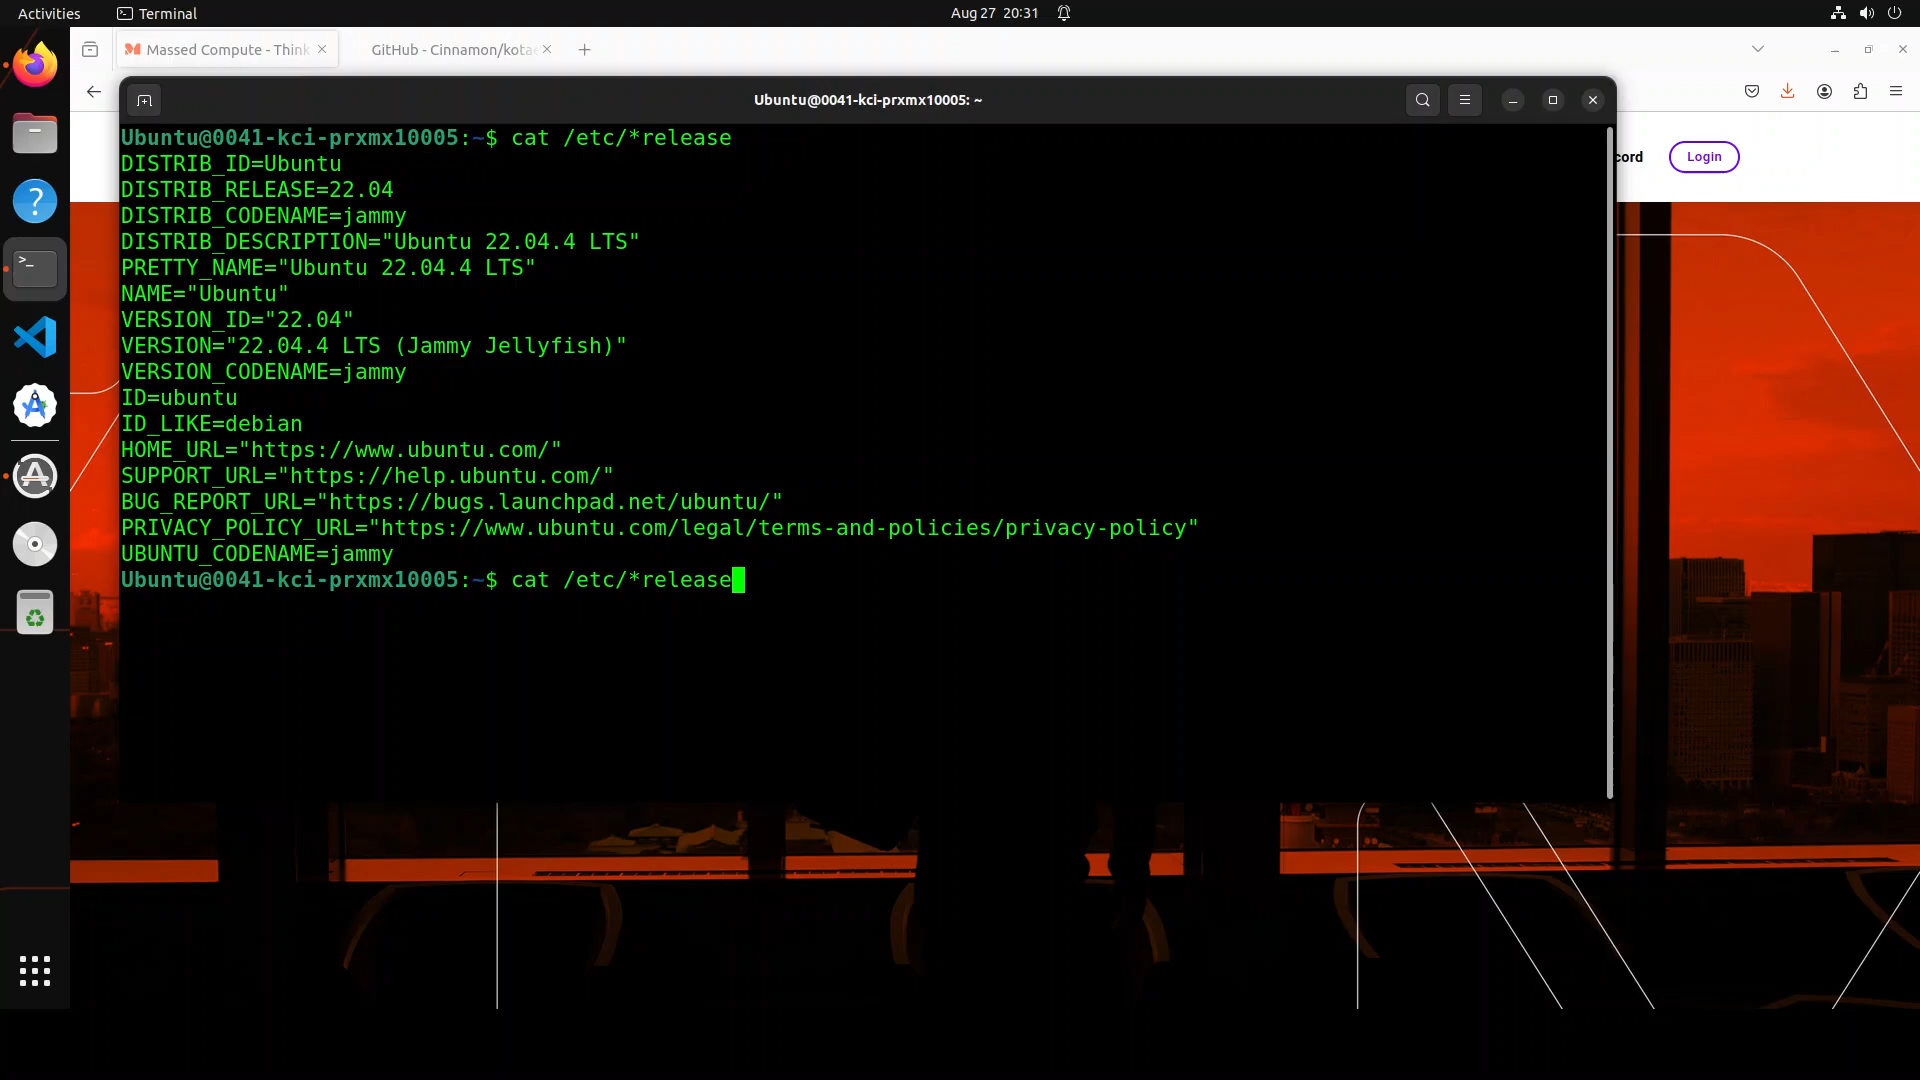 Activities
Terminal
Aug 27 20:31
Massed Compute - Think
GitHub - Cinnamon/kota
Ubuntu@0041-kci-prxmx10005: ~
cord
Login
Ubuntu@0041-kci-prxmx10005:~$ cat /etc/*release
DISTRIB_ID=Ubuntu
DISTRIB_RELEASE=22.04
DISTRIB_CODENAME=jammy
DISTRIB_DESCRIPTION="Ubuntu 22.04.4 LTS"
PRETTY_NAME="Ubuntu 22.04.4 LTS"
NAME="Ubuntu"
VERSION_ID="22.04"
VERSION="22.04.4 LTS (Jammy Jellyfish)"
VERSION_CODENAME=jammy
ID=ubuntu
ID_LIKE=debian
HOME_URL="https://www.ubuntu.com/"
SUPPORT_URL="https://help.ubuntu.com/"
BUG_REPORT_URL="https://bugs.launchpad.net/ubuntu/"
PRIVACY_POLICY_URL="https://www.ubuntu.com/legal/terms-and-policies/privacy-policy"
UBUNTU_CODENAME=jammy
Ubuntu@0041-kci-prxmx10005:~$ cat /etc/*release